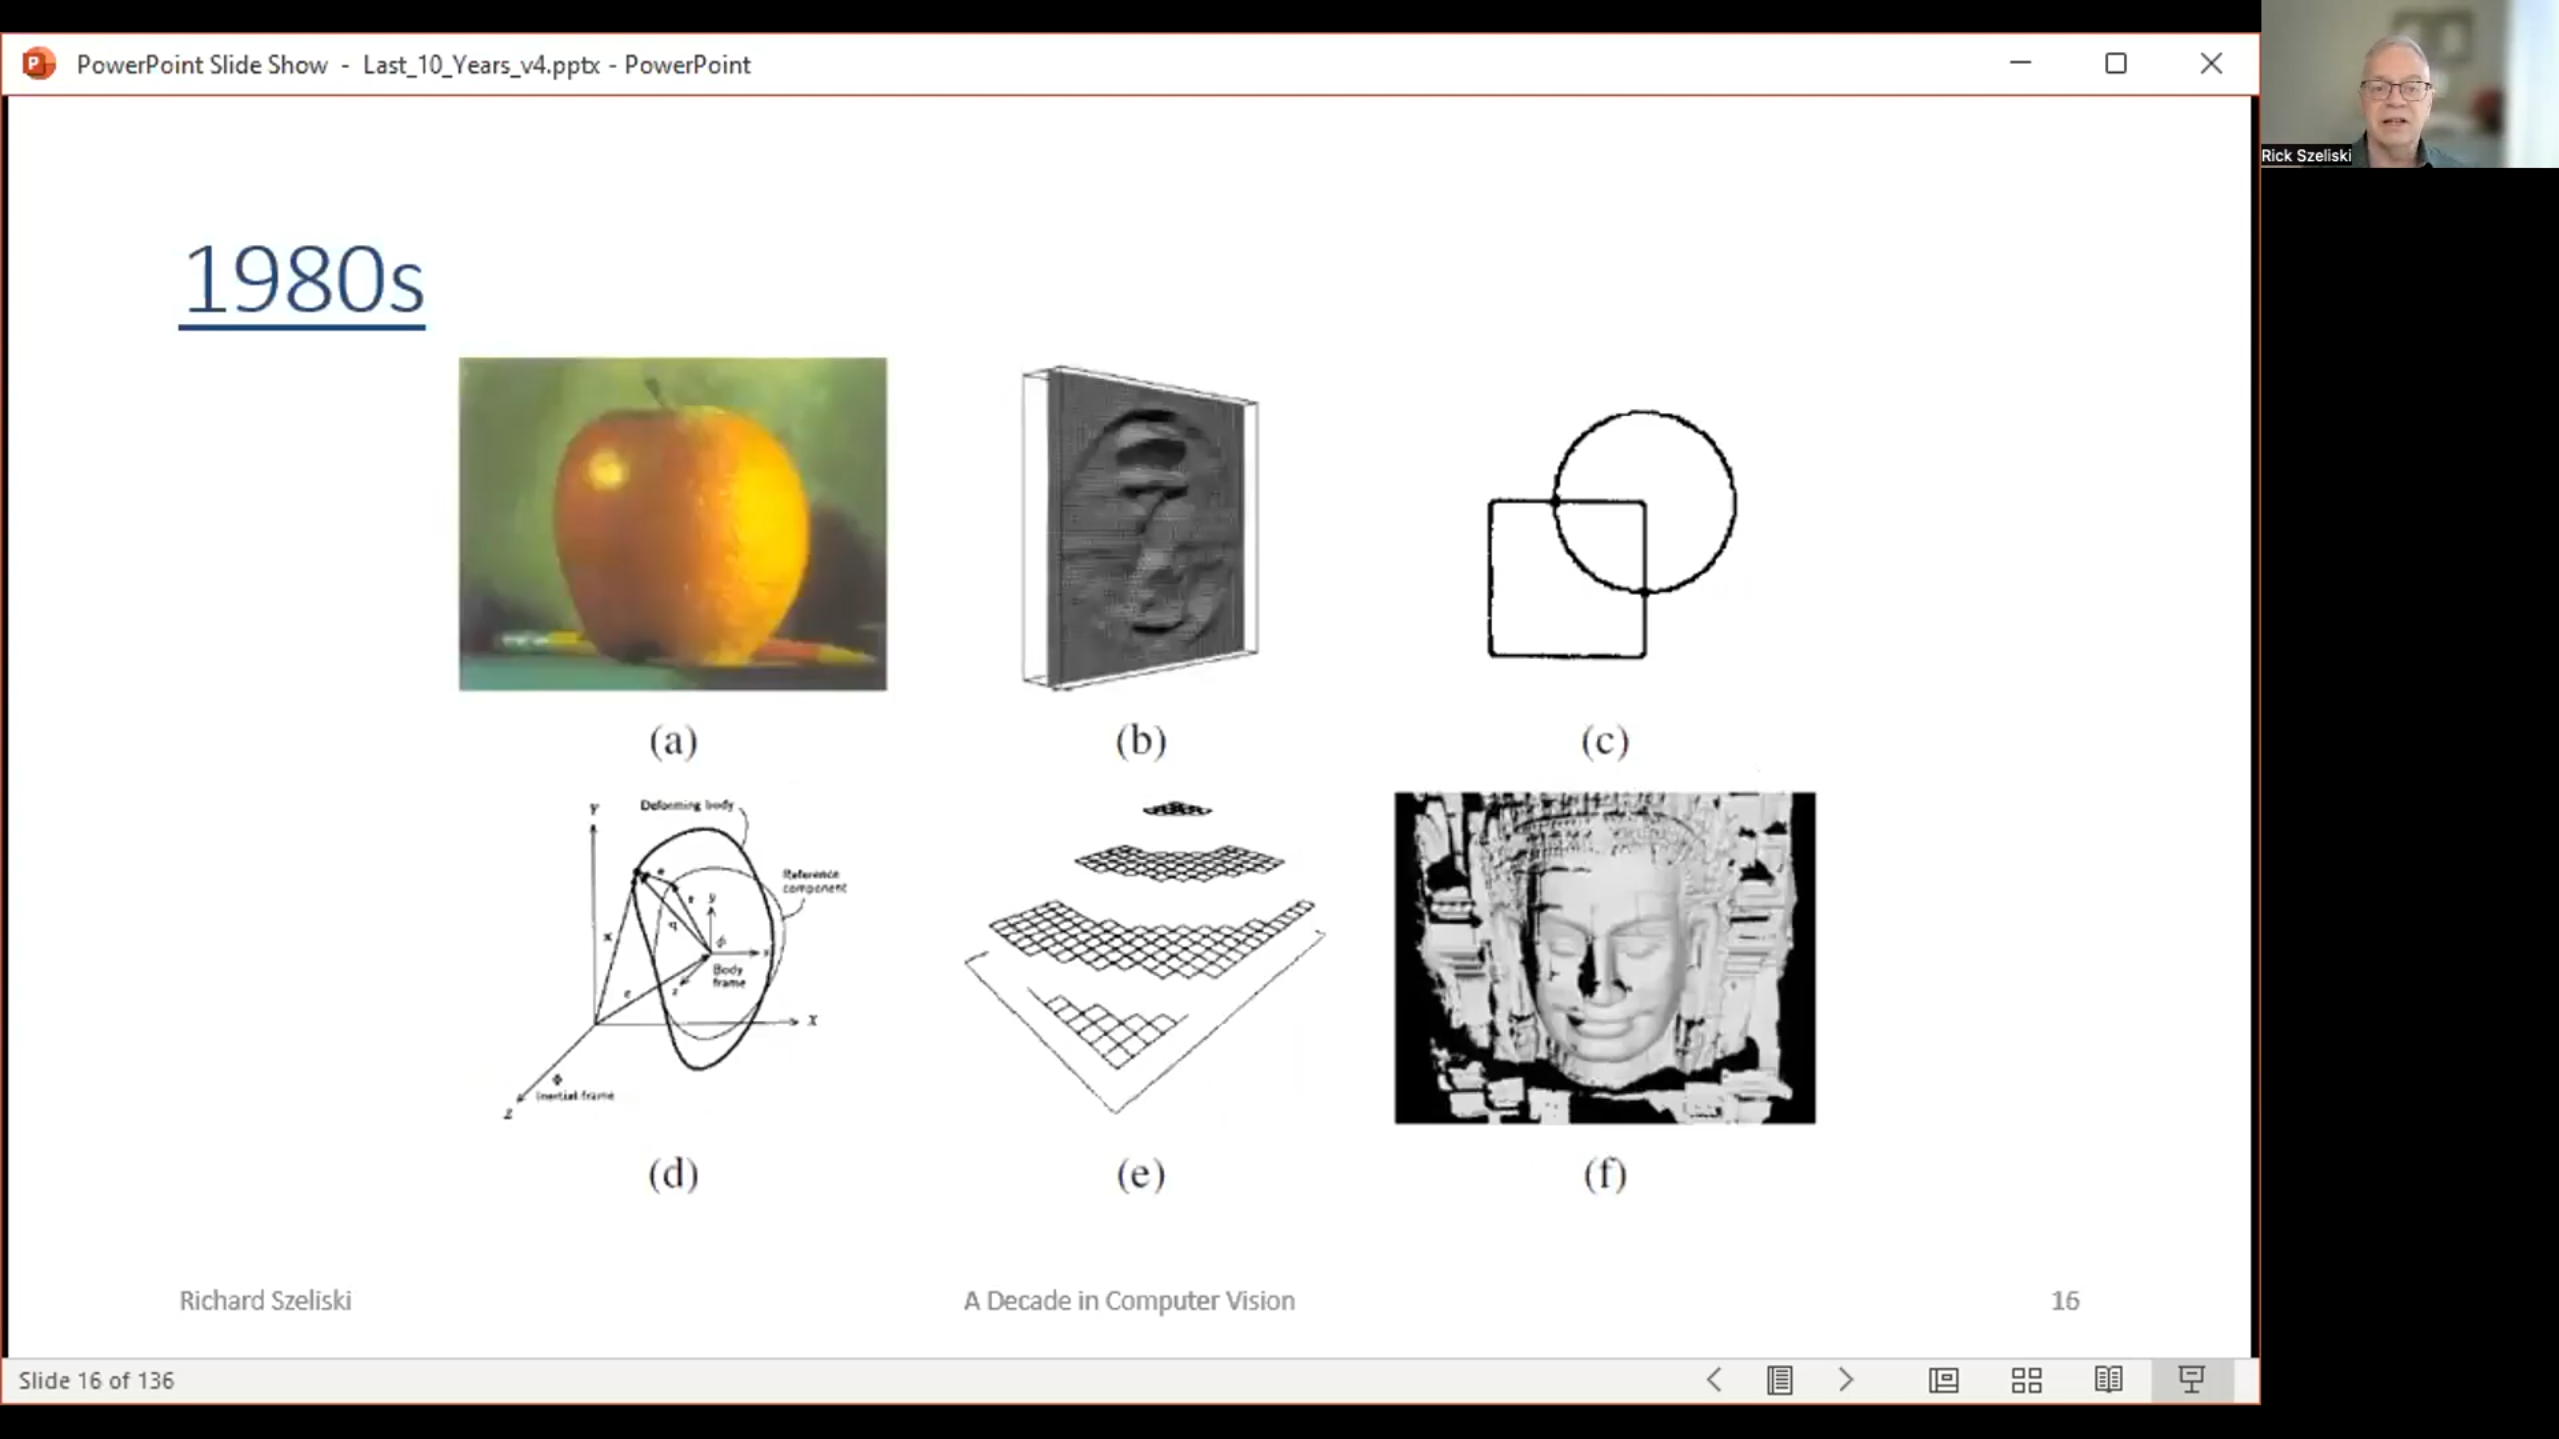 PowerPoint Slide Show - Last_10_Years_v4.pptx - PowerPoint
Rick Szeliski
1980s
(a)
(b)
(c)
Y
Deforming body
Reference
component
y
q
x
Body
frame
c
z
X
Φ
Inertial frame
Z
(d)
(e)
(f)
Richard Szeliski
A Decade in Computer Vision
16
Slide 16 of 136